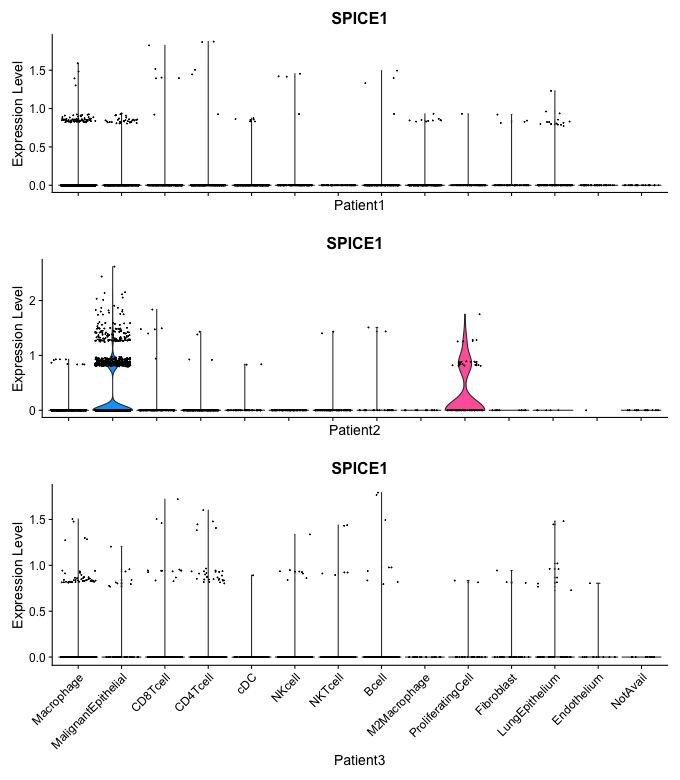 SPICE1
Expression Level
1.5
1.0
0.5
0.0
Patient1
SPICE1
Expression Level
2
1
0
Patient2
SPICE1
Expression Level
1.5
1.0
0.5
0.0
Macrophage
MalignantEpithelial
CD8Tcell
CD4Tcell
cDC
NKcell
NKTcell
Bcell
M2Macrophage
ProliferatingCell
Fibroblast
LungEpithelium
Endothelium
NotAvail
Patient3